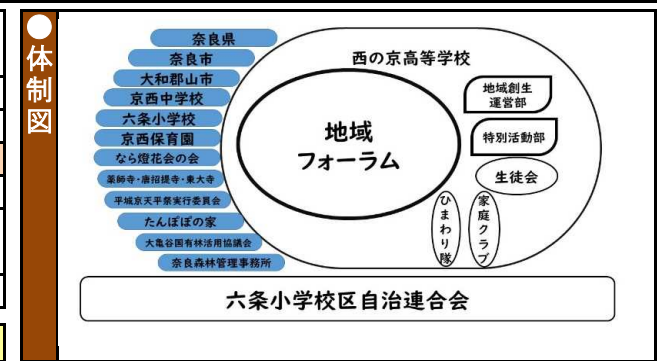 ●体制図
奈良県
奈良市
大和郡山市
京西中学校
六条小学校
京西保育園
なら燈花会の会
薬師寺・唐招提寺・東大寺
平城京天平祭実行委員会
たんぽぽの家
大亀谷国有林活用協議会
奈良森林管理事務所
西の京高等学校
地域
フォーラム
地域創生
運営部
特別活動部
生徒会
ひまわり隊
家庭クラブ
六条小学校区自治連合会